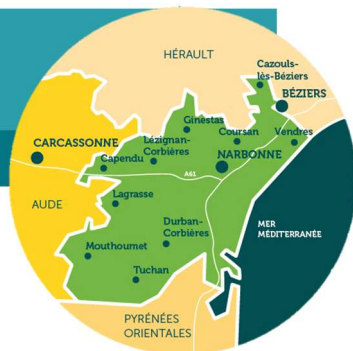 HÉRAULT
Cazouls-
lès-Béziers
BÉZIERS
Ginestas
CARCASSONNE
Lézignan-
Corbières
Coursan
Vendres
Capendu
NARBONNE
A61
AUDE
Lagrasse
Durban-
Corbières
MER
MÉDITERRANÉE
Mouthoumet
Tuchan
PYRÉNÉES
ORIENTALES